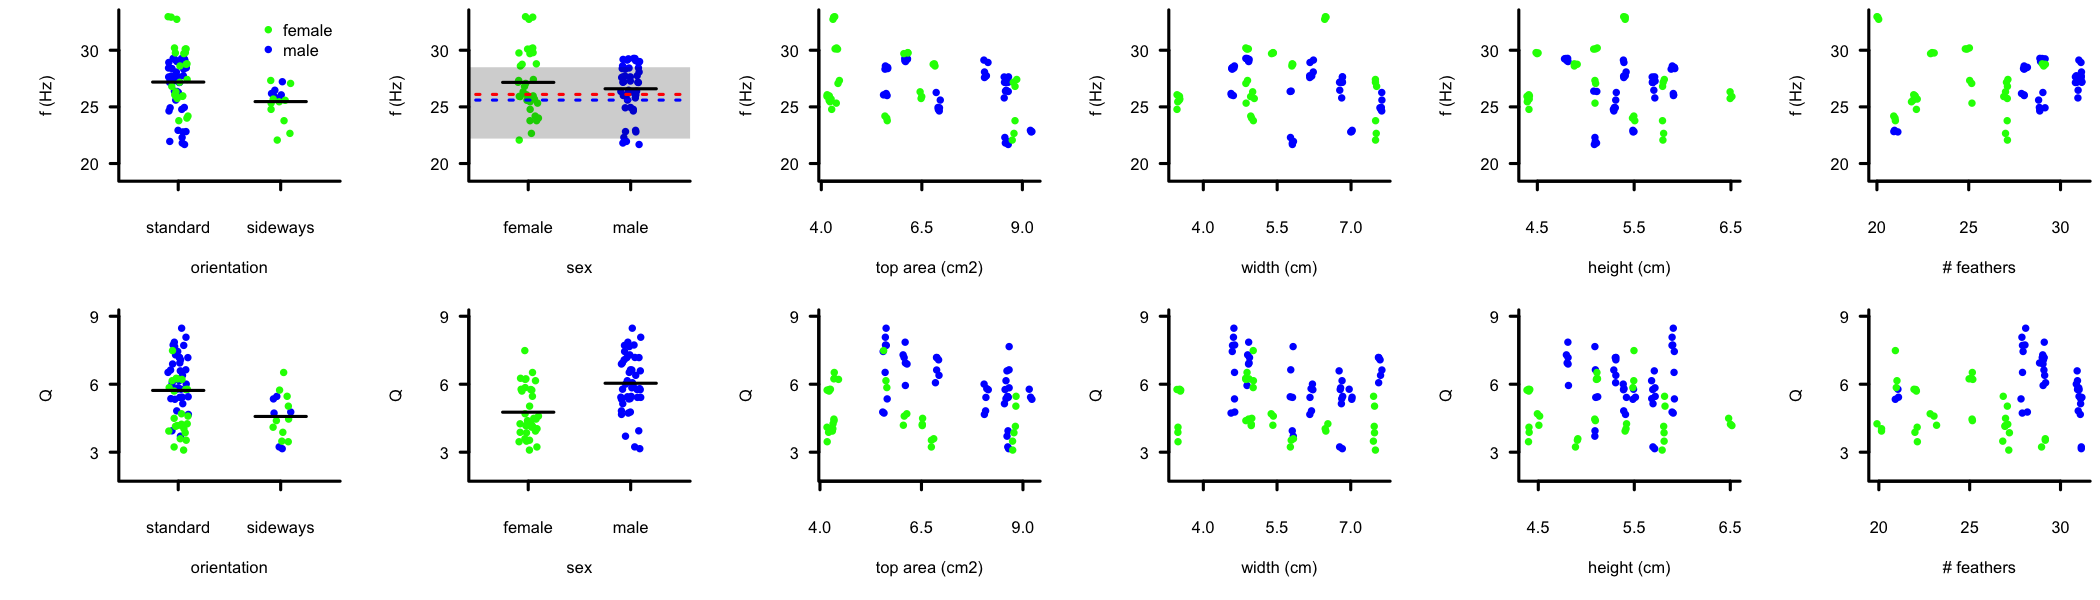 f (Hz)
30
25
20
female
male
standard
sideways
orientation
f (Hz)
30
25
20
female
male
sex
f (Hz)
30
25
20
4.0
6.5
9.0
top area (cm2)
f (Hz)
30
25
20
4.0
5.5
7.0
width (cm)
f (Hz)
30
25
20
4.5
5.5
6.5
height (cm)
f (Hz)
30
25
20
20
25
30
# feathers
Q
9
6
3
standard
sideways
orientation
Q
9
6
3
female
male
sex
Q
9
6
3
4.0
6.5
9.0
top area (cm2)
Q
9
6
3
4.0
5.5
7.0
width (cm)
Q
9
6
3
4.5
5.5
6.5
height (cm)
Q
9
6
3
20
25
30
# feathers